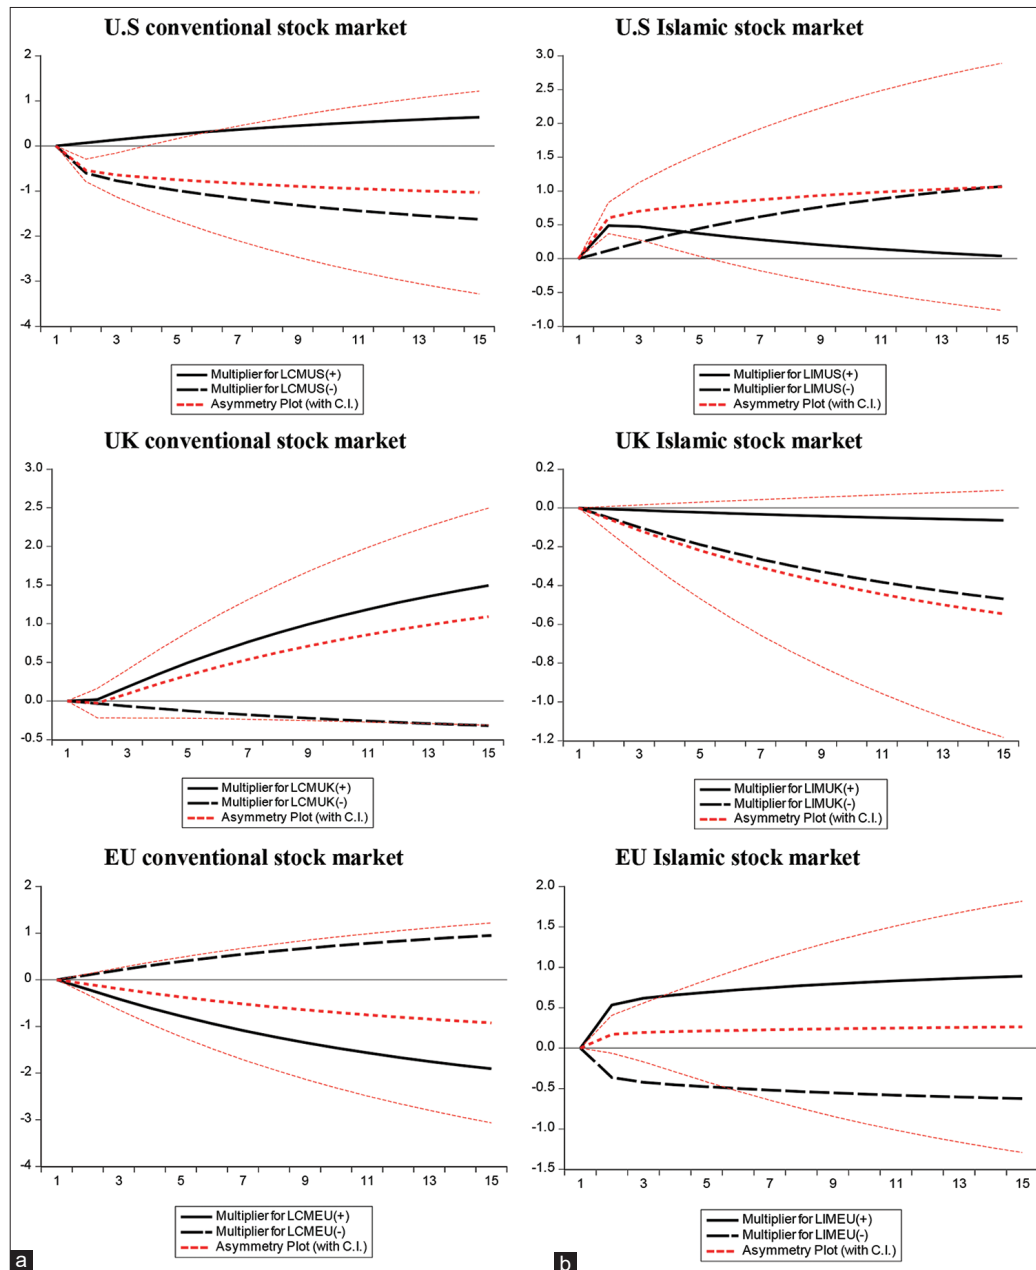 U.S conventional stock market
2
1
0
-1
-2
-3
-4
1 3 5 7 9 11 13 15
Multiplier for LCMUS(+)
Multiplier for LCMUS(-)
Asymmetry Plot (with C.I.)
U.S Islamic stock market
3.0
2.5
2.0
1.5
1.0
0.5
0.0
-0.5
-1.0
1 3 5 7 9 11 13 15
Multiplier for LIMUS(+)
Multiplier for LIMUS(-)
Asymmetry Plot (with C.I.)
UK conventional stock market
3.0
2.5
2.0
1.5
1.0
0.5
0.0
-0.5
1 3 5 7 9 11 13 15
Multiplier for LCMUK(+)
Multiplier for LCMUK(-)
Asymmetry Plot (with C.I.)
UK Islamic stock market
0.2
0.0
-0.2
-0.4
-0.6
-0.8
-1.0
-1.2
1 3 5 7 9 11 13 15
Multiplier for LIMUK(+)
Multiplier for LIMUK(-)
Asymmetry Plot (with C.I.)
EU conventional stock market
2
1
0
-1
-2
-3
-4
1 3 5 7 9 11 13 15
Multiplier for LCMEU(+)
Multiplier for LCMEU(-)
Asymmetry Plot (with C.I.)
a
EU Islamic stock market
2.0
1.5
1.0
0.5
0.0
-0.5
-1.0
-1.5
1 3 5 7 9 11 13 15
Multiplier for LIMEU(+)
Multiplier for LIMEU(-)
Asymmetry Plot (with C.I.)
b